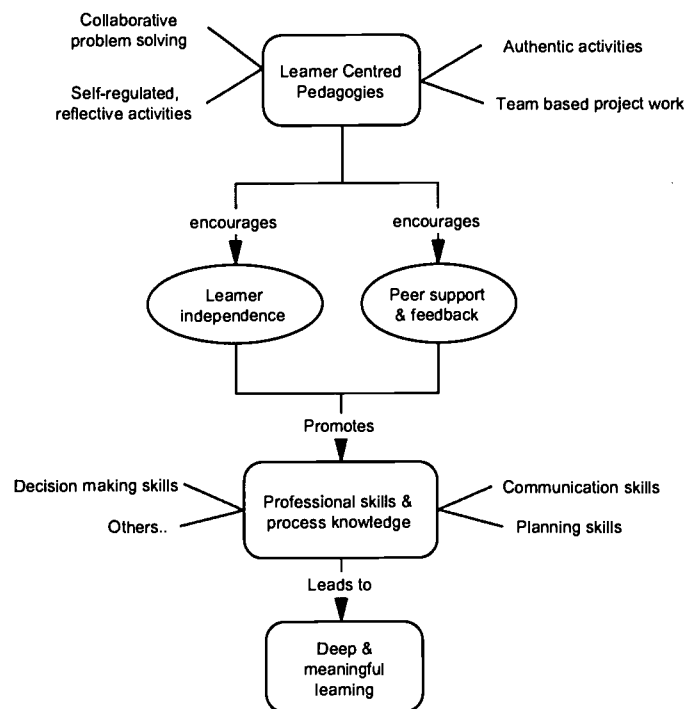 Collaborative
problem solving
Self-regulated,
reflective activities
Learner Centred
Pedagogies
Authentic activities
Team based project work
encourages
encourages
Learner
independence
Peer support
& feedback
Promotes
Decision making skills
Others..
Professional skills &
process knowledge
Communication skills
Planning skills
Leads to
Deep &
meaningful
learning